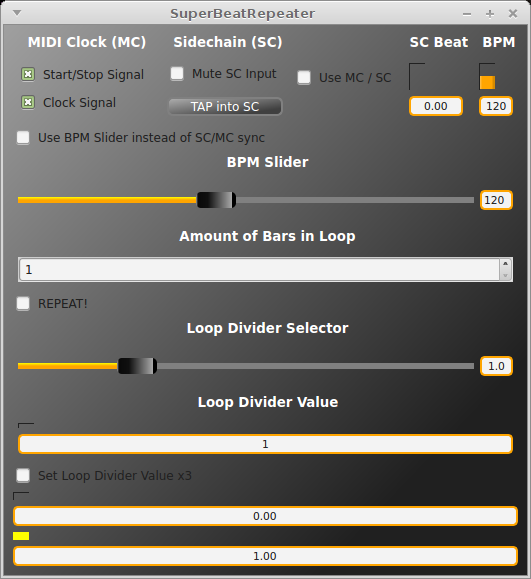 SuperBeatRepeater
MIDI Clock (MC) Sidechain (SC) SC Beat BPM
Start/Stop Signal Mute SC Input Use MC / SC
Clock Signal TAP into SC 0.00 120
Use BPM Slider instead of SC/MC sync
BPM Slider
120
Amount of Bars in Loop
1
REPEAT!
Loop Divider Selector
1.0
Loop Divider Value
1
Set Loop Divider Value x3
0.00
1.00